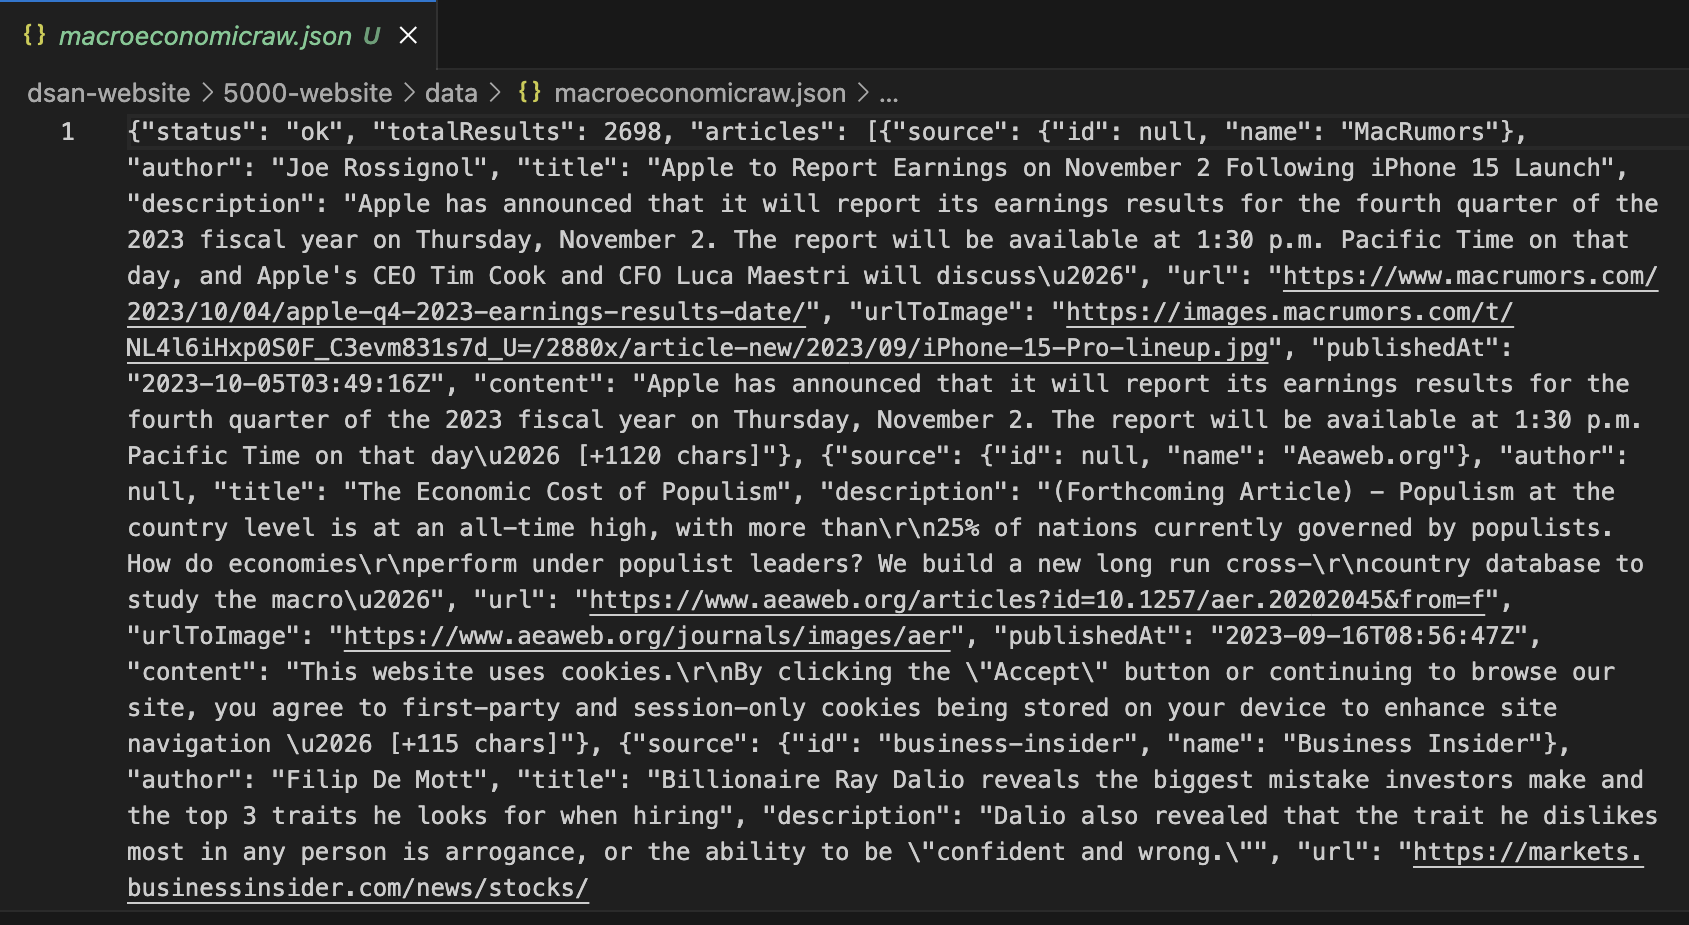 {} macroeconomicraw.json U ×
dsan-website > 5000-website > data > {} macroeconomicraw.json > ...
1 {"status": "ok", "totalResults": 2698, "articles": [{"source": {"id": null, "name": "MacRumors"},
"author": "Joe Rossignol", "title": "Apple to Report Earnings on November 2 Following iPhone 15 Launch",
"description": "Apple has announced that it will report its earnings results for the fourth quarter of the
2023 fiscal year on Thursday, November 2. The report will be available at 1:30 p.m. Pacific Time on that
day, and Apple's CEO Tim Cook and CFO Luca Maestri will discuss\u2026", "url": "https://www.macrumors.com/
2023/10/04/apple-q4-2023-earnings-results-date/", "urlToImage": "https://images.macrumors.com/t/
NL4l6iHxp0S0F_C3evm831s7d_U=/2880x/article-new/2023/09/iPhone-15-Pro-lineup.jpg", "publishedAt":
"2023-10-05T03:49:16Z", "content": "Apple has announced that it will report its earnings results for the
fourth quarter of the 2023 fiscal year on Thursday, November 2. The report will be available at 1:30 p.m.
Pacific Time on that day\u2026 [+1120 chars]"}, {"source": {"id": null, "name": "Aeaweb.org"}, "author":
null, "title": "The Economic Cost of Populism", "description": "(Forthcoming Article) - Populism at the
country level is at an all-time high, with more than\r\n25% of nations currently governed by populists.
How do economies\r\nperform under populist leaders? We build a new long run cross-\r\ncountry database to
study the macro\u2026", "url": "https://www.aeaweb.org/articles?id=10.1257/aer.20202045&from=f",
"urlToImage": "https://www.aeaweb.org/journals/images/aer", "publishedAt": "2023-09-16T08:56:47Z",
"content": "This website uses cookies.\r\nBy clicking the \"Accept\" button or continuing to browse our
site, you agree to first-party and session-only cookies being stored on your device to enhance site
navigation \u2026 [+115 chars]"}, {"source": {"id": "business-insider", "name": "Business Insider"},
"author": "Filip De Mott", "title": "Billionaire Ray Dalio reveals the biggest mistake investors make and
the top 3 traits he looks for when hiring", "description": "Dalio also revealed that the trait he dislikes
most in any person is arrogance, or the ability to be \"confident and wrong.\"", "url": "https://markets.
businessinsider.com/news/stocks/